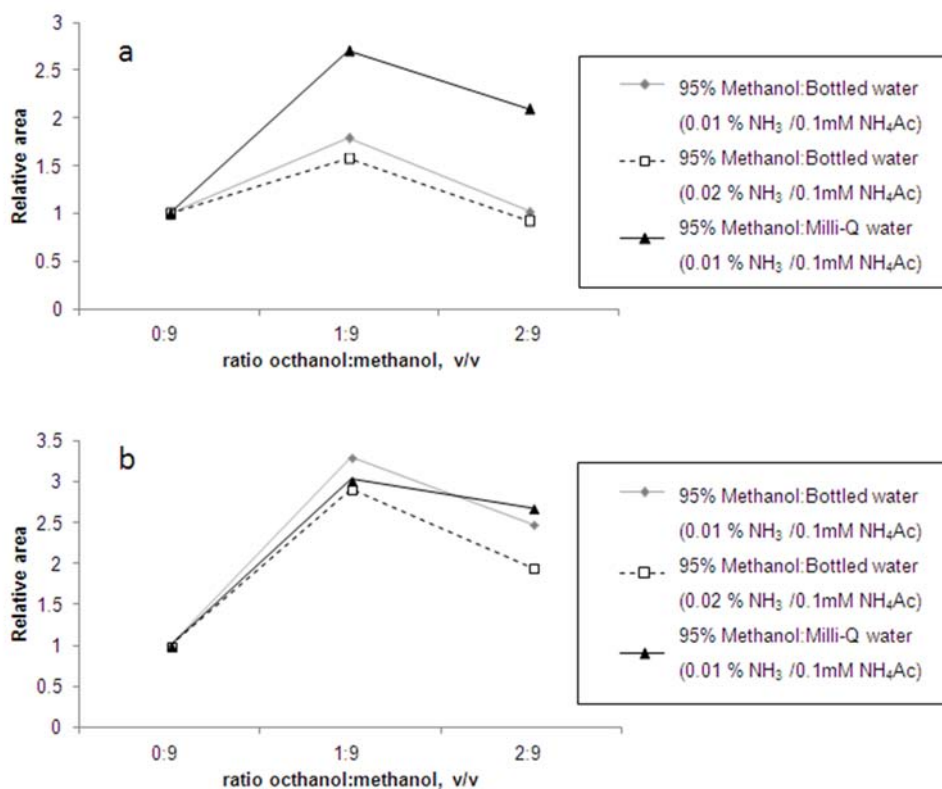 a
3
2.5
2
1.5
1
0.5
0
Relative area
0:9
1:9
2:9
ratio octhanol:methanol, v/v
95% Methanol:Bottled water
(0.01 % NH₃ /0.1mM NH₄Ac)
95% Methanol:Bottled water
(0.02 % NH₃ /0.1mM NH₄Ac)
95% Methanol:Milli-Q water
(0.01 % NH₃ /0.1mM NH₄Ac)
b
3.5
3
2.5
2
1.5
1
0.5
0
Relative area
0:9
1:9
2:9
ratio octhanol:methanol, v/v
95% Methanol:Bottled water
(0.01 % NH₃ /0.1mM NH₄Ac)
95% Methanol:Bottled water
(0.02 % NH₃ /0.1mM NH₄Ac)
95% Methanol:Milli-Q water
(0.01 % NH₃ /0.1mM NH₄Ac)